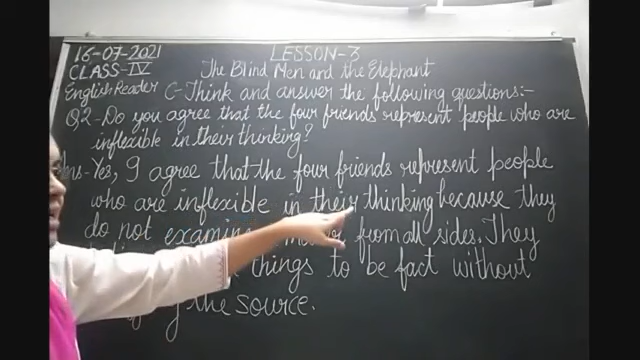 16-07-2021
LESSON-3
CLASS-IV
The Blind Men and the Elephant
English Reader
C-Think and answer the following questions:-
Q2-Do you agree that the four friends represent people who are
inflexible in their thinking?
Ans-Yes, I agree that the four friends represent people
who are inflexible in their thinking because they
do not from all sides. They
things to be fact without
the source.